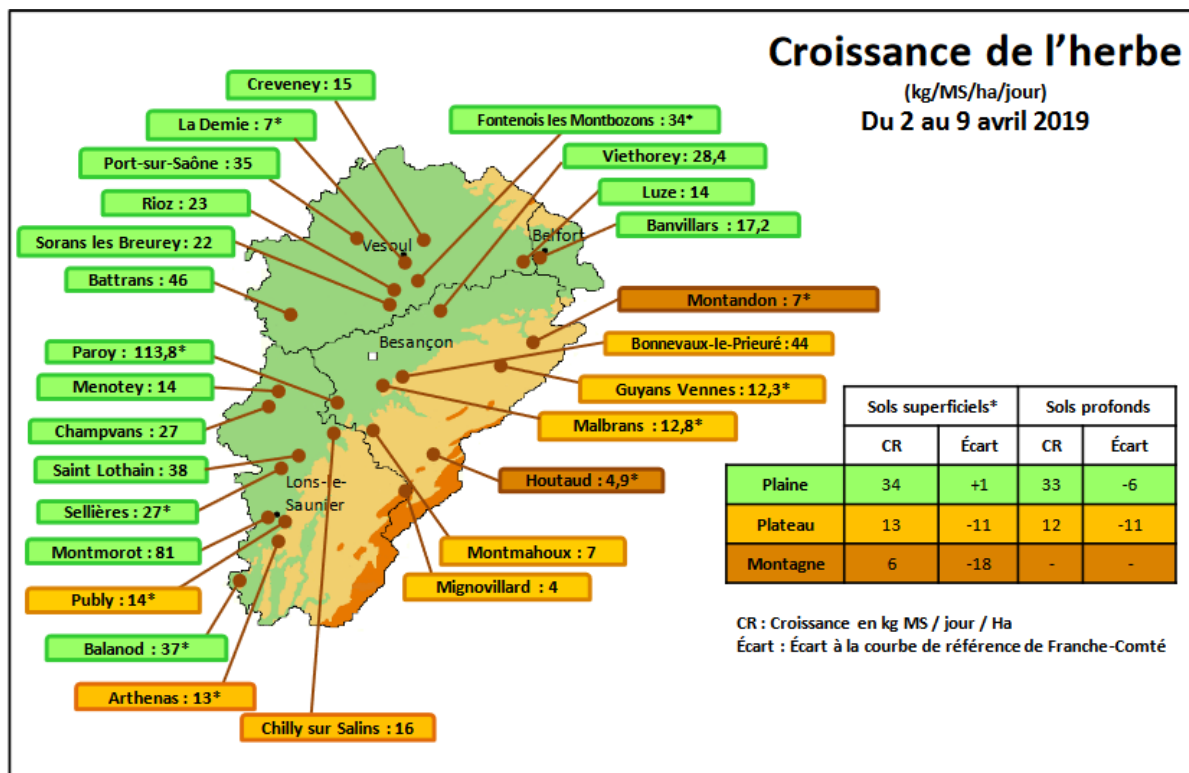 Croissance de l'herbe
(kg/MS/ha/jour)
Du 2 au 9 avril 2019
Creveney : 15
La Demie : 7*
Port-sur-Saône : 35
Rioz : 23
Sorans les Breurey : 22
Battrans : 46
Paroy : 113,8*
Menotey : 14
Champvans : 27
Saint Lothain : 38
Sellières : 27*
Montmorot : 81
Publy : 14*
Balanod : 37*
Arthenas : 13*
Chilly sur Salins : 16
Fontenois les Montbozons : 34*
Viethorey : 28,4
Luze : 14
Banvillars : 17,2
Montandon : 7*
Bonnevaux-le-Prieuré : 44
Guyans Vennes : 12,3*
Malbrans : 12,8*
Houtaud : 4,9*
Montmahoux : 7
Mignovillard : 4
Vesoul
Belfort
Besançon
Lons-le-
Saunier
Sols superficiels* Sols profonds
CR Écart CR Écart
Plaine 34 +1 33 -6
Plateau 13 -11 12 -11
Montagne 6 -18 - -
CR : Croissance en kg MS / jour / Ha
Écart : Écart à la courbe de référence de Franche-Comté